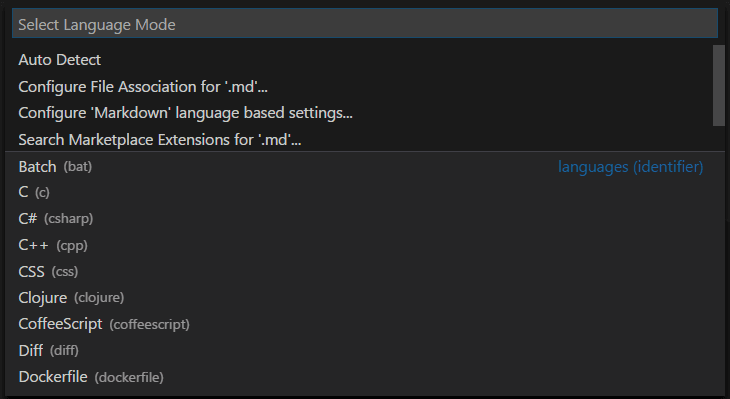 Select Language Mode
Auto Detect
Configure File Association for '.md'...
Configure 'Markdown' language based settings...
Search Marketplace Extensions for '.md'...
Batch (bat) languages (identifier)
C (c)
C# (csharp)
C++ (cpp)
CSS (css)
Clojure (clojure)
CoffeeScript (coffeescript)
Diff (diff)
Dockerfile (dockerfile)